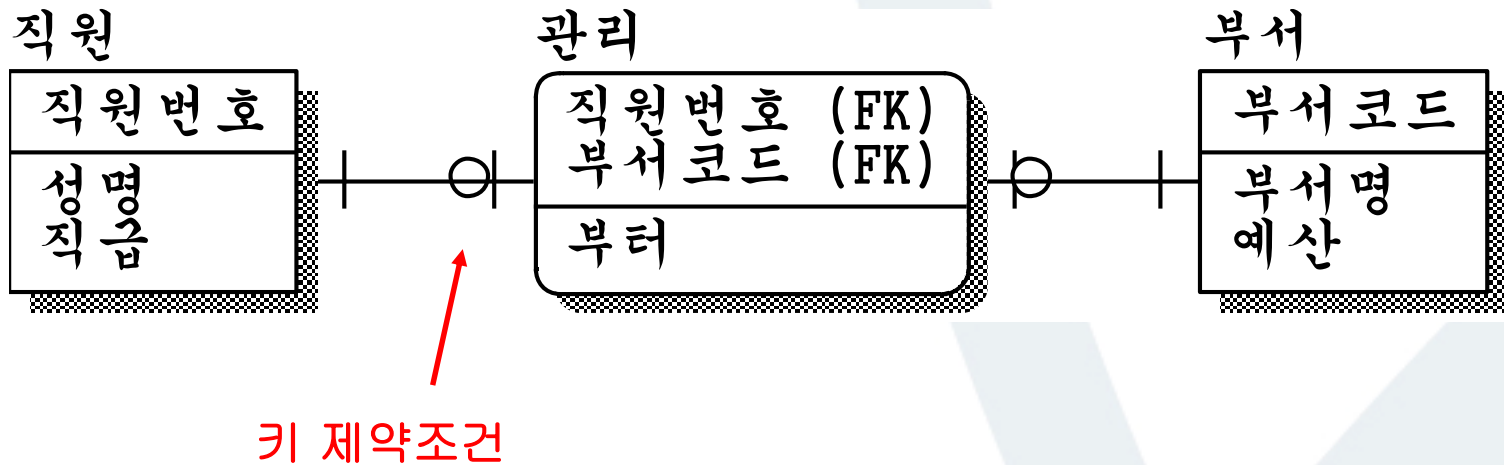 직원
직원번호
성명
직급
관리
직원번호 (FK)
부서코드 (FK)
부터
부서
부서코드
부서명
예산
키 제약조건